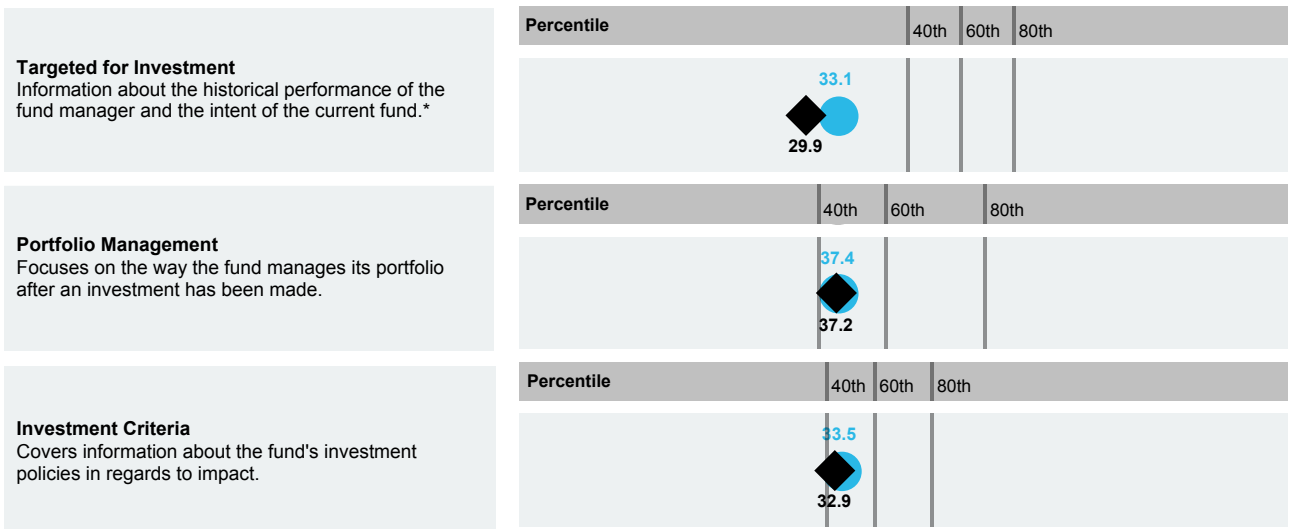 Percentile
40th 60th 80th
Targeted for Investment
Information about the historical performance of the
fund manager and the intent of the current fund.*
33.1
29.9
Percentile
40th 60th 80th
Portfolio Management
Focuses on the way the fund manages its portfolio
after an investment has been made.
37.4
37.2
Percentile
40th 60th 80th
Investment Criteria
Covers information about the fund's investment
policies in regards to impact.
33.5
32.9